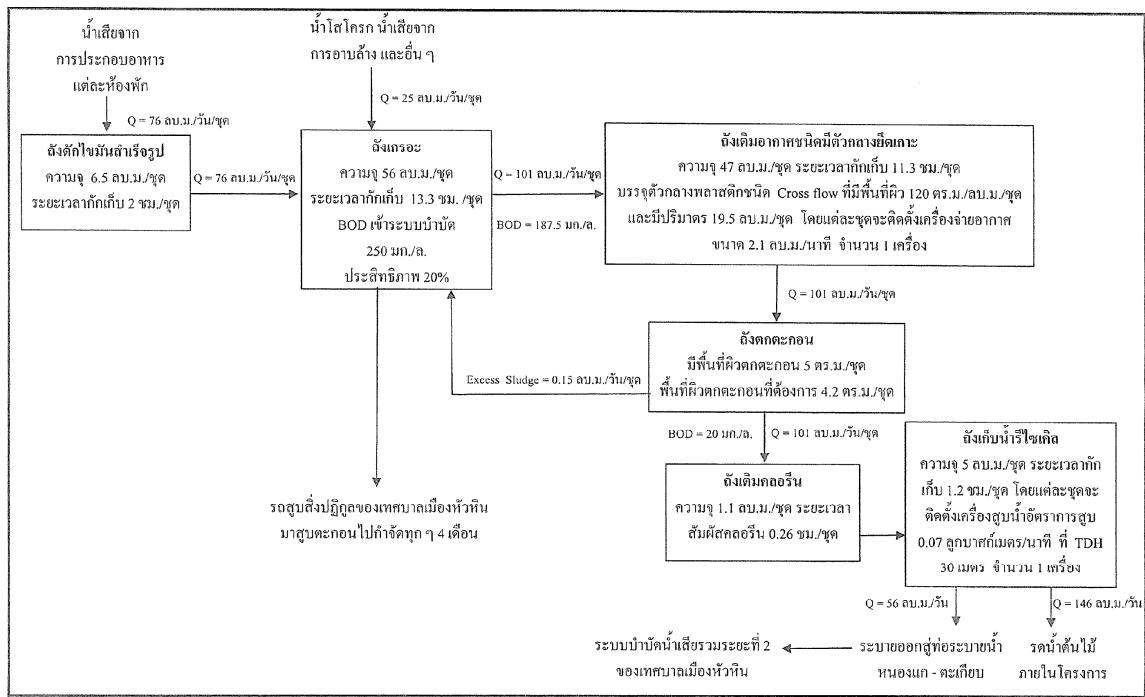 น้ำเสียจาก
การประกอบอาหาร
แต่ละห้องพัก
Q = 76 ลบ.ม./วัน/ชุด
น้ำโสโครก น้ำเสียจาก
การอาบล้าง และอื่น ๆ
Q = 25 ลบ.ม./วัน/ชุด
ถังดักไขมันสำเร็จรูป
ความจุ 6.5 ลบ.ม./ชุด
ระยะเวลากักเก็บ 2 ชม./ชุด
Q = 76 ลบ.ม./วัน/ชุด
ถังเกรอะ
ความจุ 56 ลบ.ม./ชุด
ระยะเวลากักเก็บ 13.3 ชม. /ชุด
BOD เข้าระบบบำบัด
250 มก./ล.
ประสิทธิภาพ 20%
Q = 101 ลบ.ม./วัน/ชุด
BOD = 187.5 มก./ล.
ถังเติมอากาศชนิดมีตัวกลางยึดเกาะ
ความจุ 47 ลบ.ม./ชุด ระยะเวลากักเก็บ 11.3 ชม./ชุด
บรรจุตัวกลางพลาสติกชนิด Cross flow ที่มีพื้นที่ผิว 120 ตร.ม./ลบ.ม./ชุด
และมีปริมาตร 19.5 ลบ.ม./ชุด โดยแต่ละชุดจะติดตั้งเครื่องจ่ายอากาศ
ขนาด 2.1 ลบ.ม./นาที จำนวน 1 เครื่อง
Q = 101 ลบ.ม./วัน/ชุด
ถังตกตะกอน
มีพื้นที่ผิวตกตะกอน 5 ตร.ม./ชุด
พื้นที่ผิวตกตะกอนที่ต้องการ 4.2 ตร.ม./ชุด
Excess Sludge = 0.15 ลบ.ม./วัน/ชุด
BOD = 20 มก./ล.
Q = 101 ลบ.ม./วัน/ชุด
ถังเติมคลอรีน
ความจุ 1.1 ลบ.ม./ชุด ระยะเวลา
สัมผัสคลอรีน 0.26 ชม./ชุด
ถังเก็บน้ำรีไซเคิล
ความจุ 5 ลบ.ม./ชุด ระยะเวลากัก
เก็บ 1.2 ชม./ชุด โดยแต่ละชุดจะ
ติดตั้งเครื่องสูบน้ำอัตราการสูบ
0.07 ลูกบาศก์เมตร/นาที ที่ TDH
30 เมตร จำนวน 1 เครื่อง
รถสูบสิ่งปฏิกูลของเทศบาลเมืองหัวหิน
มาสูบตะกอนไปกำจัดทุก ๆ 4 เดือน
Q = 56 ลบ.ม./วัน
Q = 146 ลบ.ม./วัน
ระบบบำบัดน้ำเสียรวมระยะที่ 2
ของเทศบาลเมืองหัวหิน
ระบายออกสู่ท่อระบายน้ำ
หนองแก - ตะเกียบ
รดน้ำต้นไม้
ภายในโครงการ